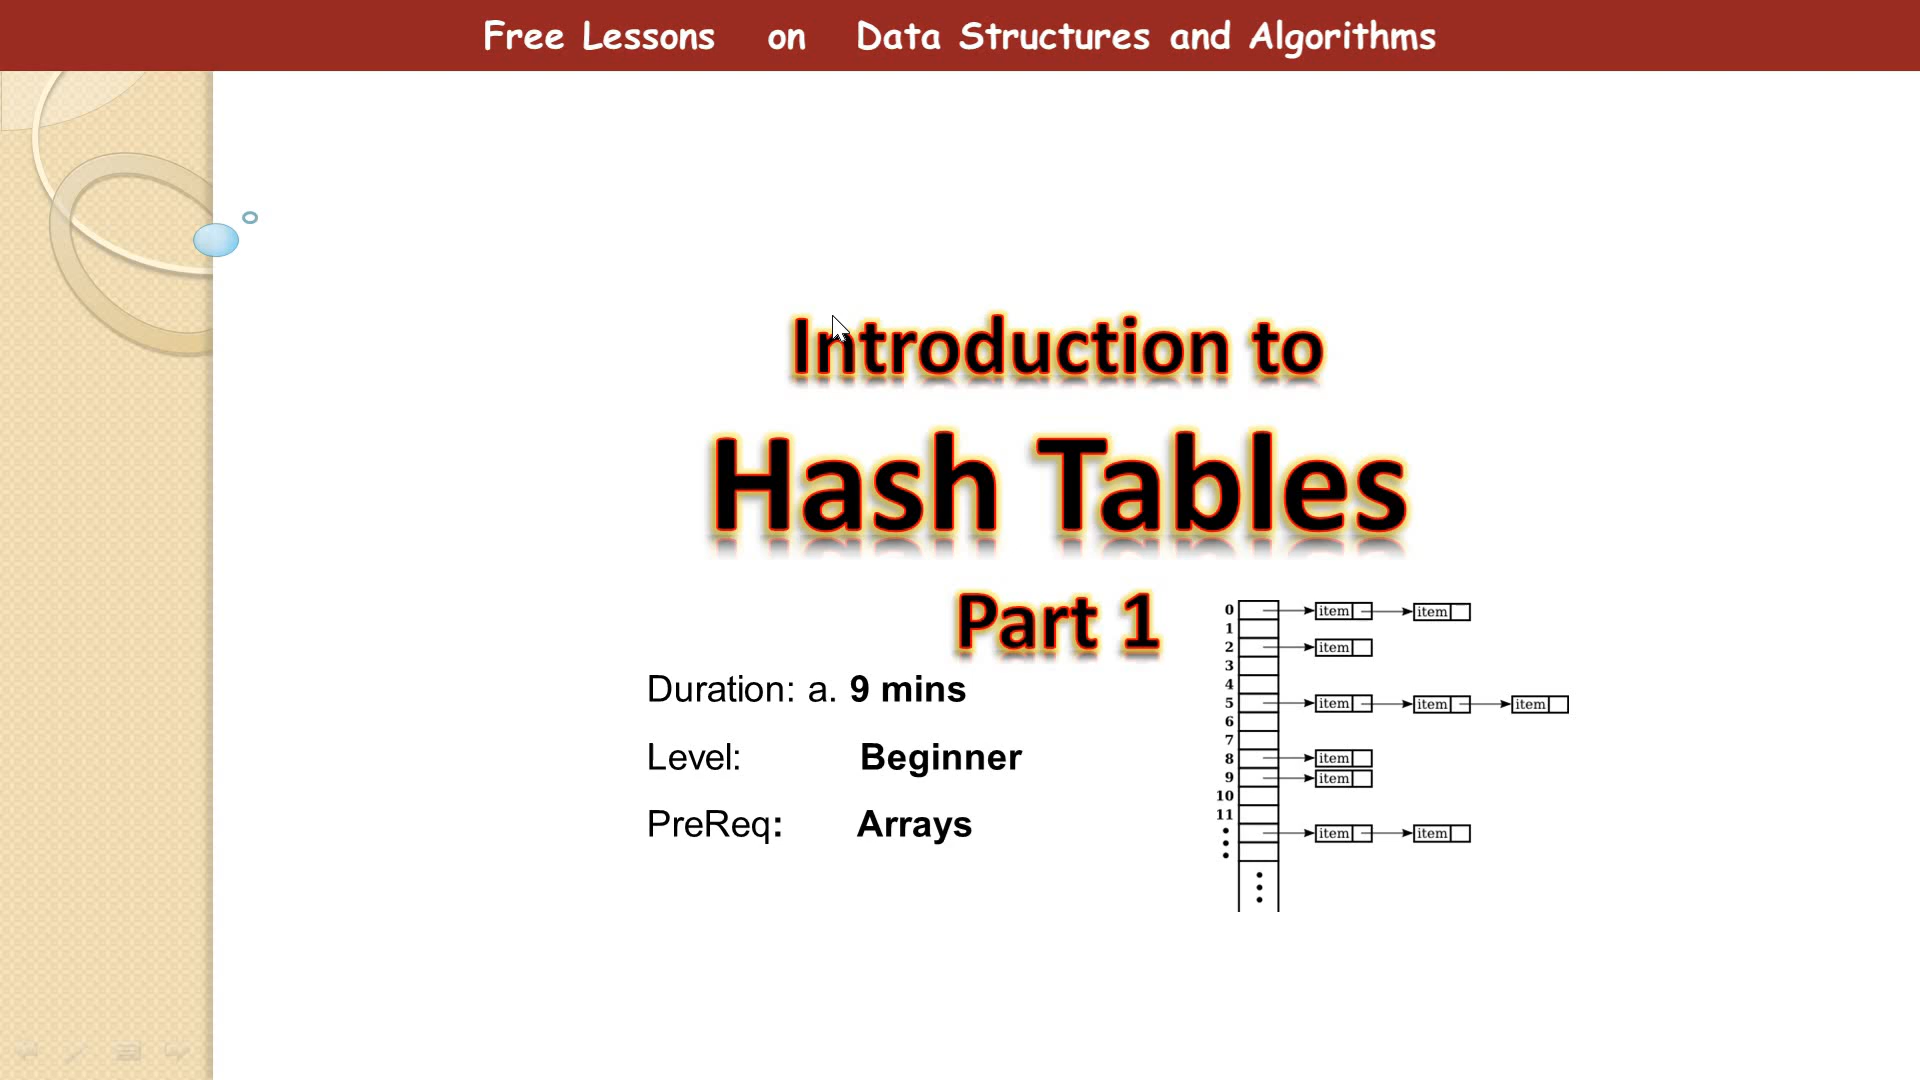 Free Lessons on Data Structures and Algorithms
Introduction to
Hash Tables
Part 1
Duration: a. 9 mins
Level: Beginner
PreReq: Arrays
0 item item
1
2 item
3
4
5 item item item
6
7
8 item
9 item
10
11
item item